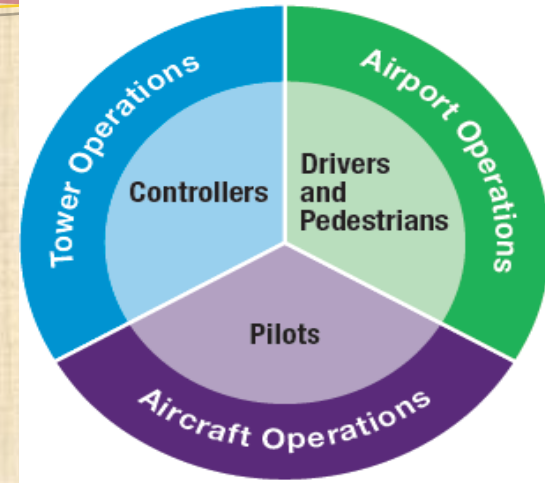 Tower Operations
Airport Operations
Controllers
Drivers
and
Pedestrians
Pilots
Aircraft Operations